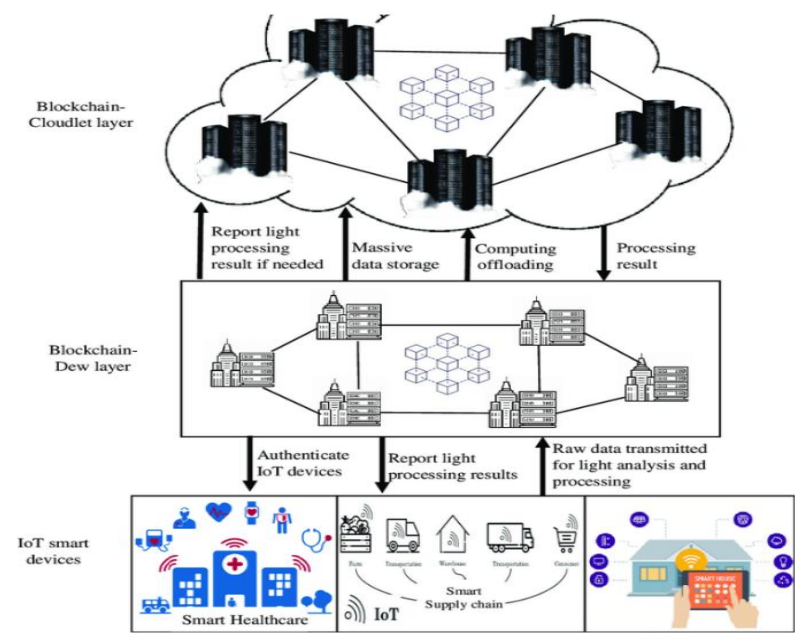 Blockchain-
Cloudlet layer
Report light
processing
result if needed
Massive
data storage
Computing
offloading
Processing
result
Blockchain-
Dew layer
Authenticate
IoT devices
Report light
processing results
Raw data transmitted
for light analysis and
processing
IoT smart
devices
Smart Healthcare
Transportation
Warehouse
Transportation
Consumer
Smart
Supply chain
IoT
SMART HOUSE